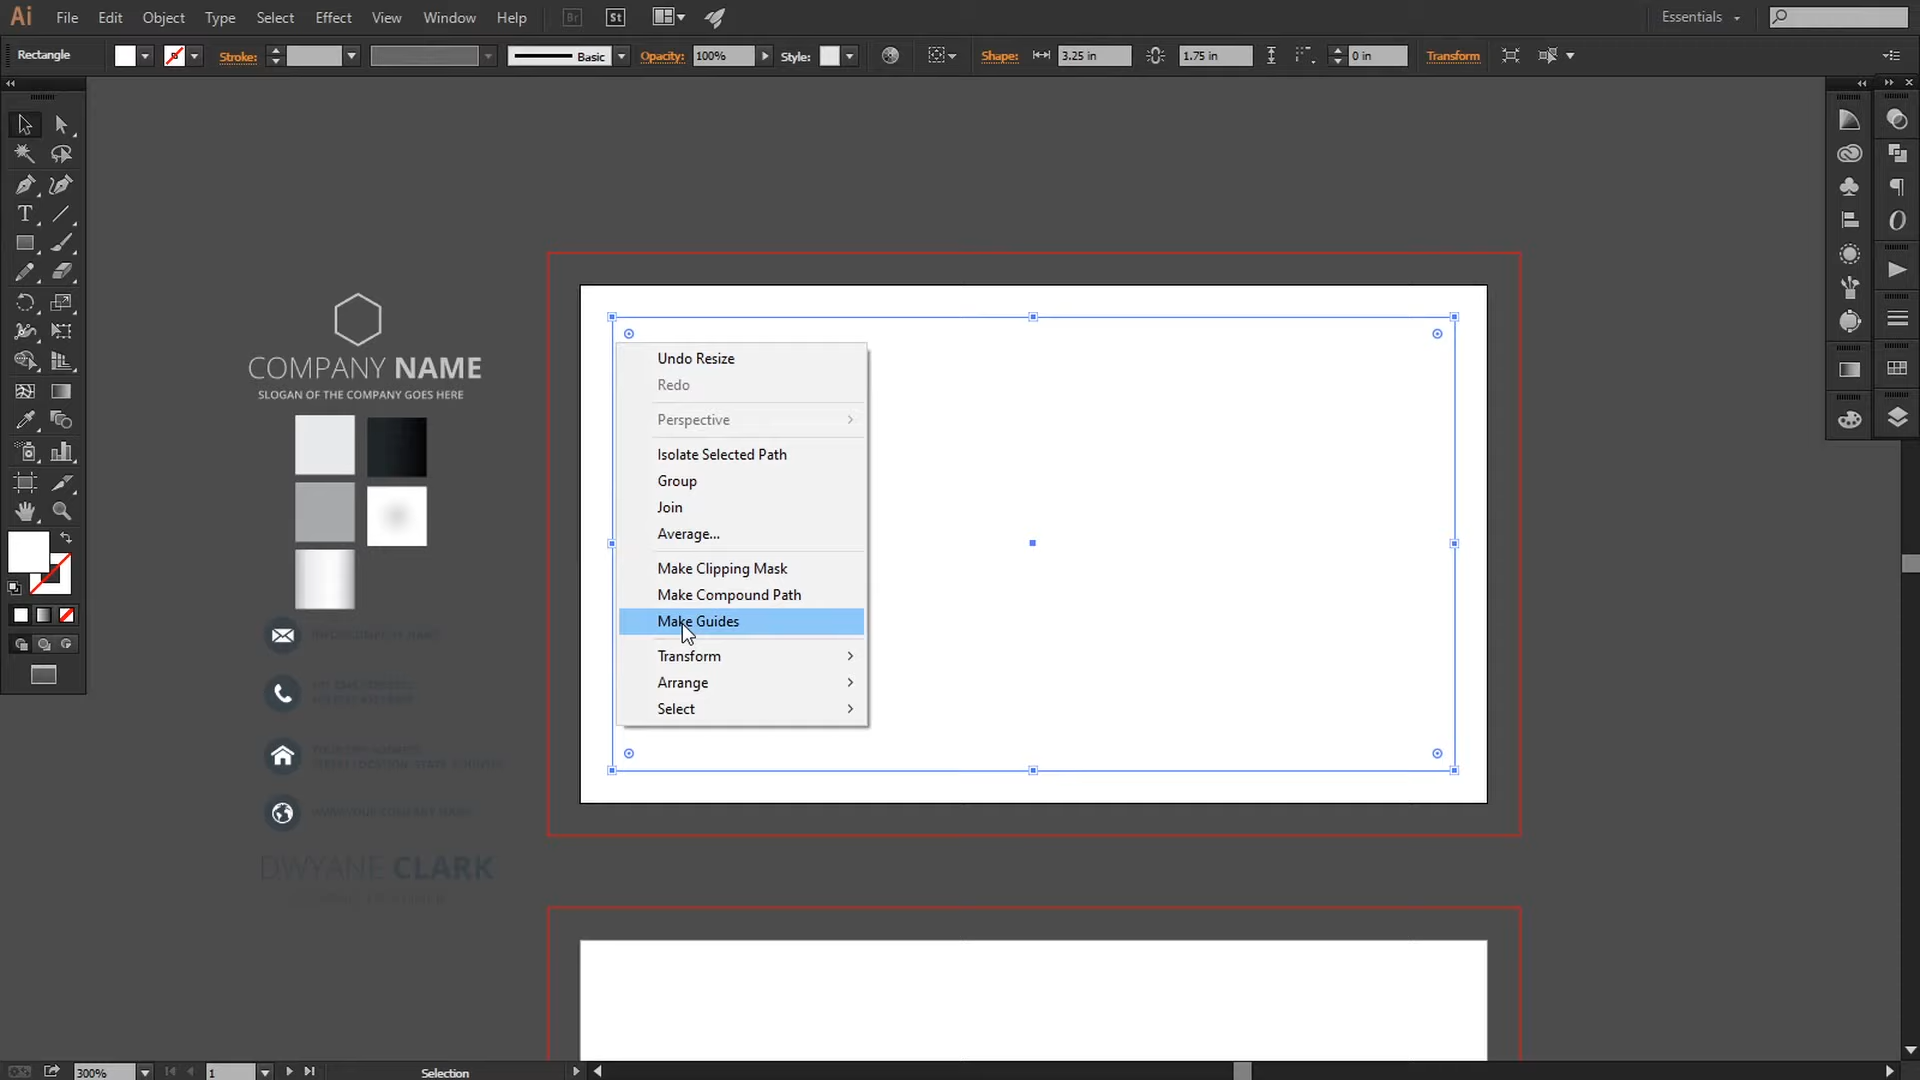 Ai File Edit Object Type Select Effect View Window Help Br St Essentials
Rectangle Stroke: Basic Opacity: 100% Style: Shape: 3.25 in 1.75 in 0 in Transform
COMPANY NAME
SLOGAN OF THE COMPANY GOES HERE
DWYANE CLARK
Undo Resize
Redo
Perspective
Isolate Selected Path
Group
Join
Average...
Make Clipping Mask
Make Compound Path
Make Guides
Transform
Arrange
Select
300% 1 Selection